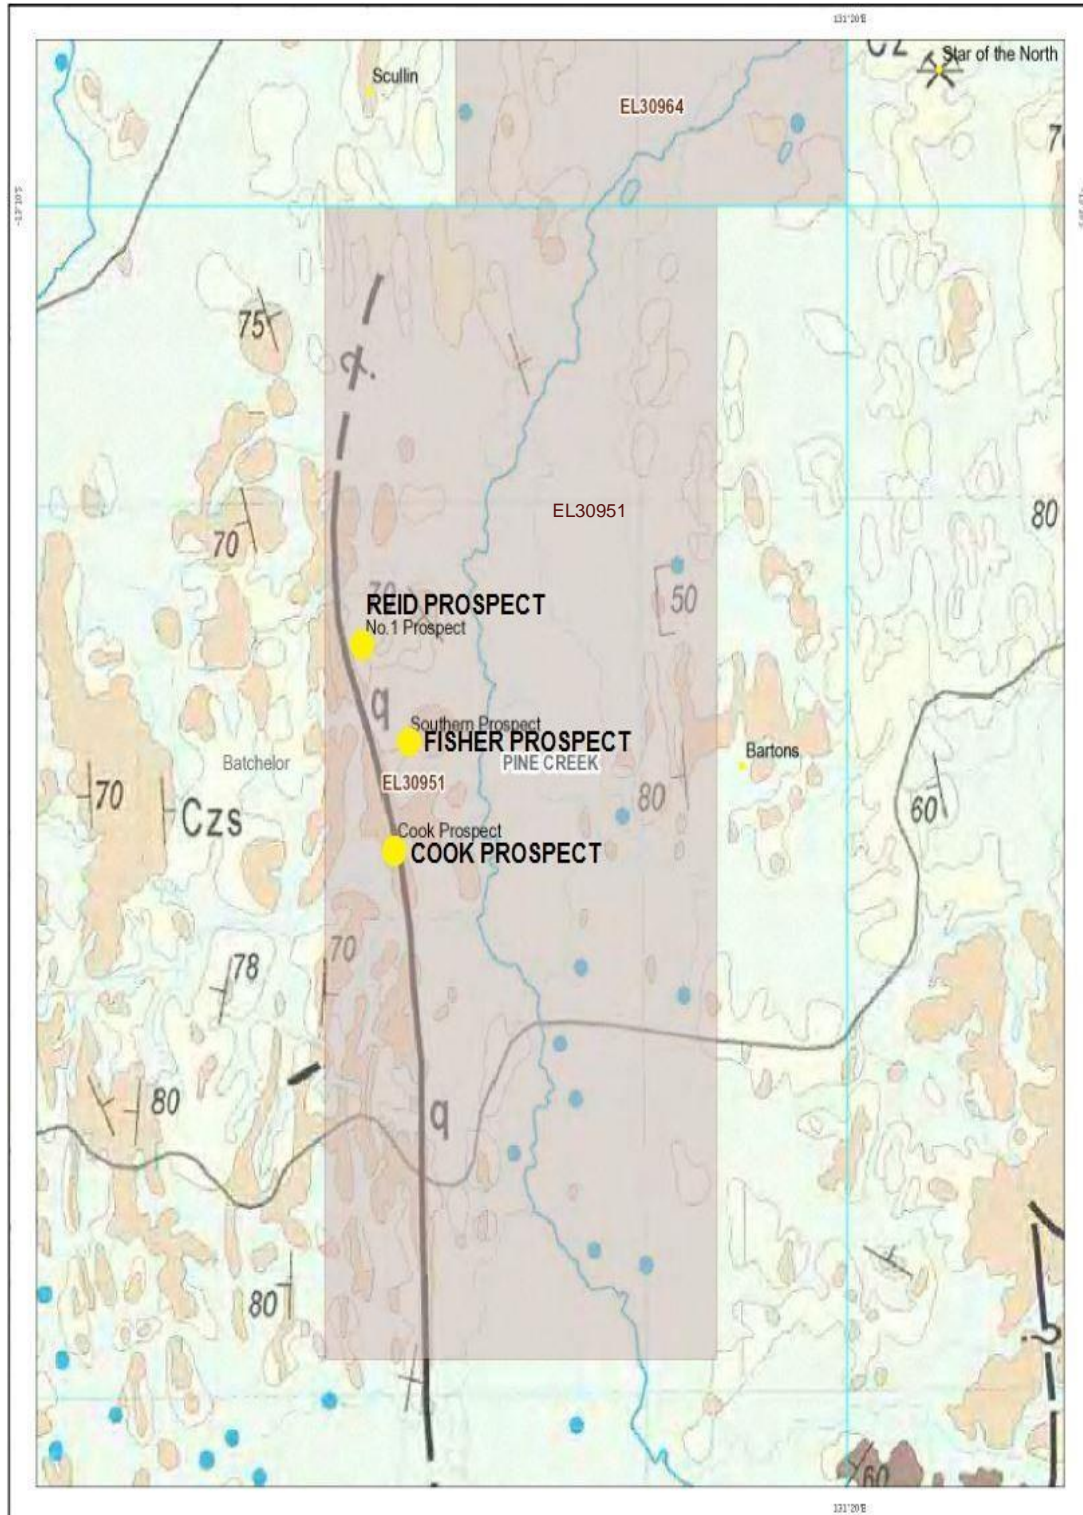 131°20'E
Cz
Star of the North
Scullin
EL30964
75
70
EL30951
80
REID PROSPECT
No.1 Prospect
50
q
Southern Prospect
FISHER PROSPECT
PINE CREEK
Batchelor
Bartons
EL30951
70
80
60
Czs
Cook Prospect
COOK PROSPECT
70
78
80
q
80
?
60
131°20'E